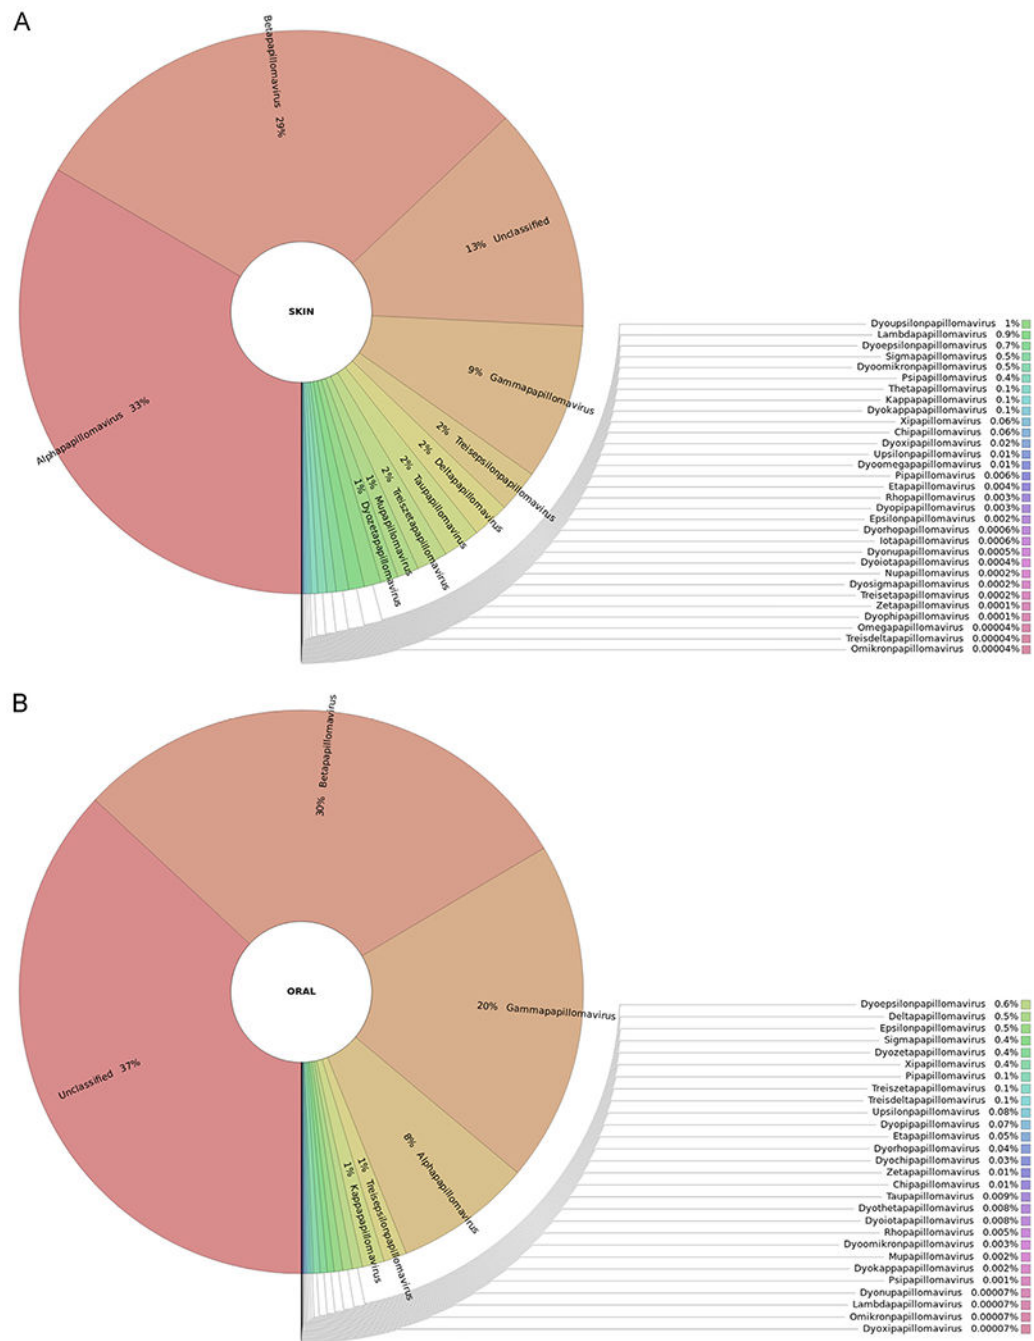 A
Betapapillomavirus 29%
13% Unclassified
SKIN
Alphapapillomavirus 33%
9% Gammapapillomavirus
2% Treisepsilonpapillomavirus
2% Deltapapillomavirus
2% Taupapillomavirus
2% Treiszetapapillomavirus
1% Mupapillomavirus
1% Dyozetapapillomavirus
Dyoupsilonpapillomavirus 1%
Lambdapapillomavirus 0.9%
Dyoepsilonpapillomavirus 0.7%
Sigmapapillomavirus 0.5%
Dyoomikronpapillomavirus 0.5%
Psipapillomavirus 0.4%
Thetapapillomavirus 0.1%
Kappapapillomavirus 0.1%
Dyokappapapillomavirus 0.1%
Xipapillomavirus 0.06%
Chipapillomavirus 0.06%
Dyoxipapillomavirus 0.02%
Upsilonpapillomavirus 0.01%
Dyoomegapapillomavirus 0.01%
Pipapillomavirus 0.006%
Etapapillomavirus 0.004%
Rhopapillomavirus 0.003%
Dyopipapillomavirus 0.003%
Epsilonpapillomavirus 0.002%
Dyorhopapillomavirus 0.0006%
Iotapapillomavirus 0.0006%
Dyonupapillomavirus 0.0005%
Dyoiotapapillomavirus 0.0004%
Nupapillomavirus 0.0002%
Dyosigmapapillomavirus 0.0002%
Treisetapapillomavirus 0.0002%
Zetapapillomavirus 0.0001%
Dyophipapillomavirus 0.0001%
Omegapapillomavirus 0.00004%
Treisdeltapapillomavirus 0.00004%
Omikronpapillomavirus 0.00004%
B
30% Betapapillomavirus
ORAL
20% Gammapapillomavirus
Unclassified 37%
8% Alphapapillomavirus
1% Treisepsilonpapillomavirus
1% Kappapapillomavirus
Dyoepsilonpapillomavirus 0.6%
Deltapapillomavirus 0.5%
Epsilonpapillomavirus 0.5%
Sigmapapillomavirus 0.4%
Dyozetapapillomavirus 0.4%
Xipapillomavirus 0.4%
Pipapillomavirus 0.1%
Treiszetapapillomavirus 0.1%
Treisdeltapapillomavirus 0.1%
Upsilonpapillomavirus 0.08%
Dyopipapillomavirus 0.07%
Etapapillomavirus 0.05%
Dyorhopapillomavirus 0.04%
Dyochipapillomavirus 0.03%
Zetapapillomavirus 0.01%
Chipapillomavirus 0.01%
Taupapillomavirus 0.009%
Dyothetapapillomavirus 0.008%
Dyoiotapapillomavirus 0.008%
Rhopapillomavirus 0.005%
Dyoomikronpapillomavirus 0.003%
Mupapillomavirus 0.002%
Dyokappapapillomavirus 0.002%
Psipapillomavirus 0.001%
Dyonupapillomavirus 0.00007%
Lambdapapillomavirus 0.00007%
Omikronpapillomavirus 0.00007%
Dyoxipapillomavirus 0.00007%